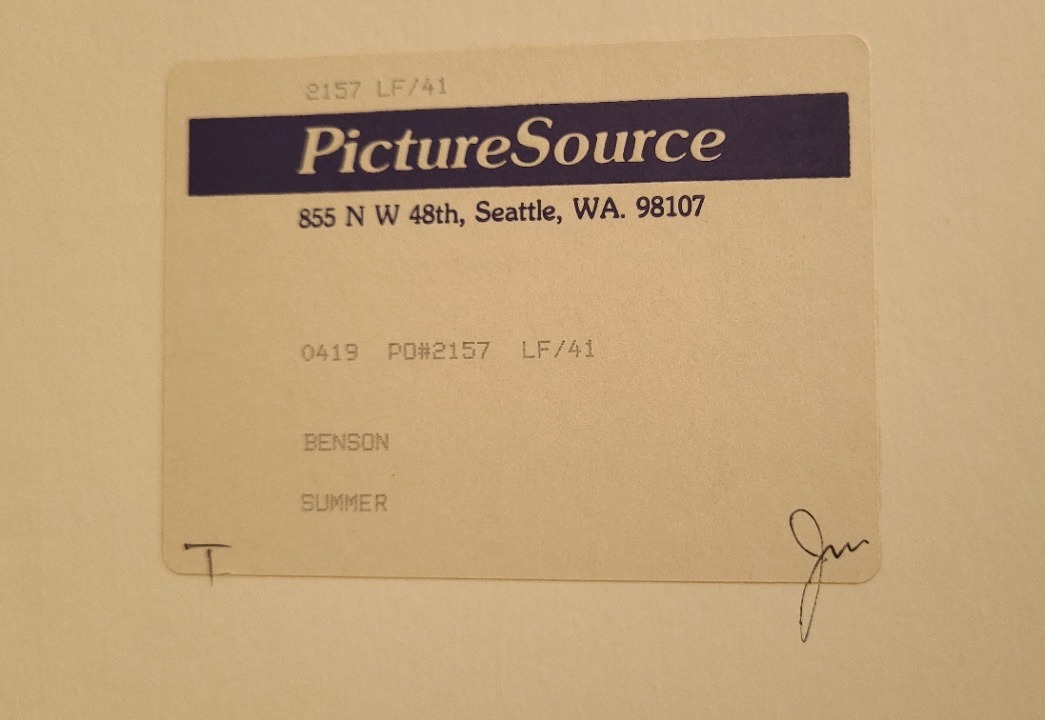 2157 LF/41
PictureSource
855 N W 48th, Seattle, WA. 98107
0419 PO#2157 LF/41
BENSON
SUMMER
T